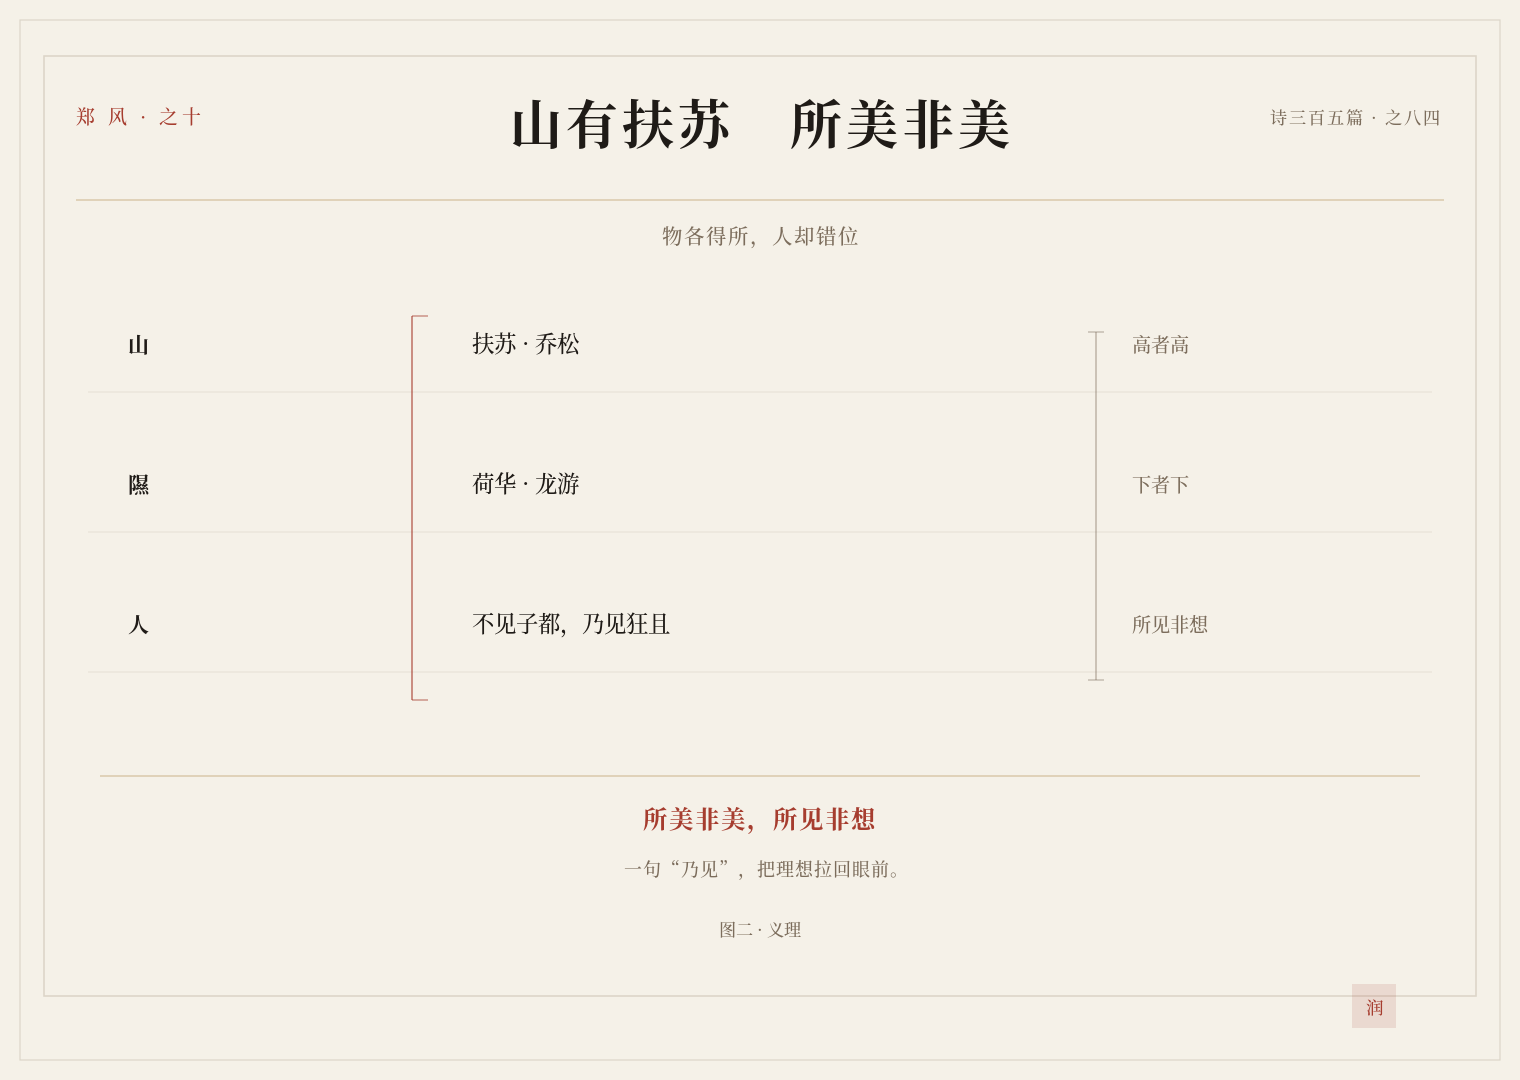 郑 风 · 之十
山有扶苏　所美非美
诗三百五篇 · 之八四
物各得所，人却错位
山
扶苏 · 乔松
高者高
隰
荷华 · 龙游
下者下
人
不见子都，乃见狂且
所见非想
所美非美，所见非想
一句“乃见”，把理想拉回眼前。
图二 · 义理
润